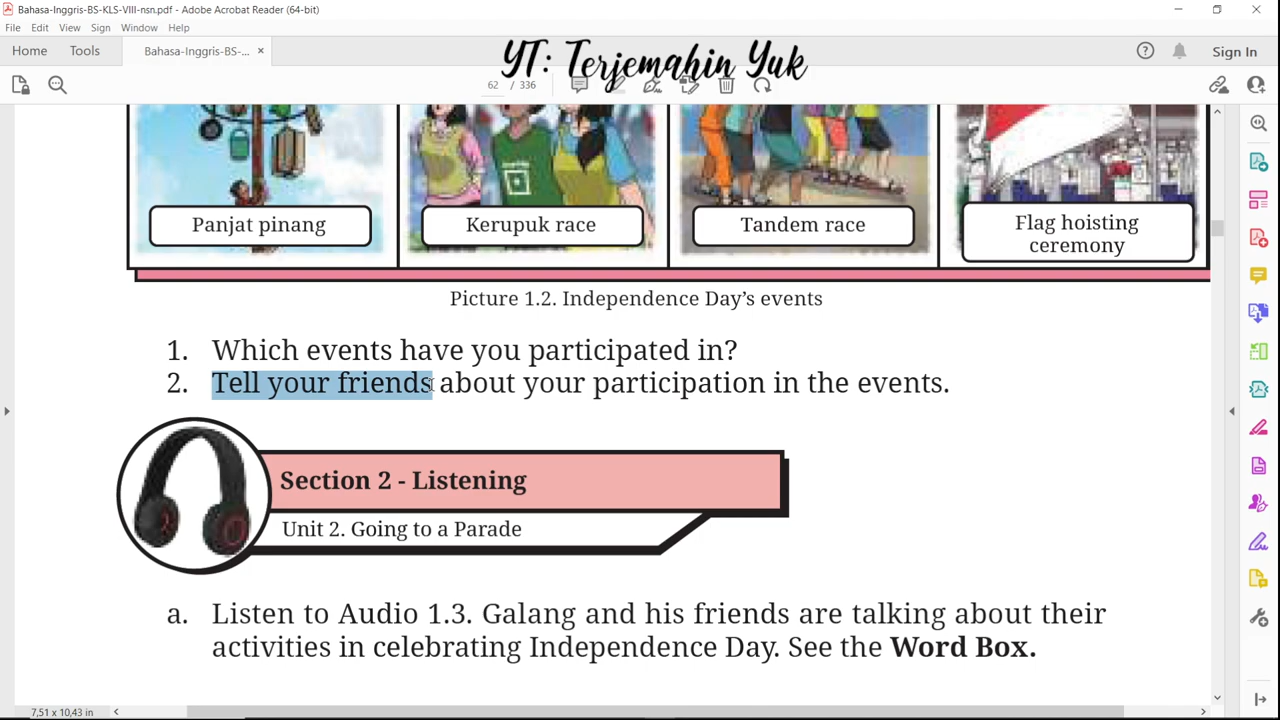 Bahasa-Inggris-BS-KLS-VIII-nsn.pdf - Adobe Acrobat Reader (64-bit)
File Edit View Sign Window Help
Home Tools Bahasa-Inggris-BS-... × Sign In
YT: Terjemahin Yuk
62 / 336
Panjat pinang
Kerupuk race
Tandem race
Flag hoisting
ceremony
Picture 1.2. Independence Day’s events
1. Which events have you participated in?
2. Tell your friends about your participation in the events.
Section 2 - Listening
Unit 2. Going to a Parade
a. Listen to Audio 1.3. Galang and his friends are talking about their
activities in celebrating Independence Day. See the Word Box.
7,51 x 10,43 in